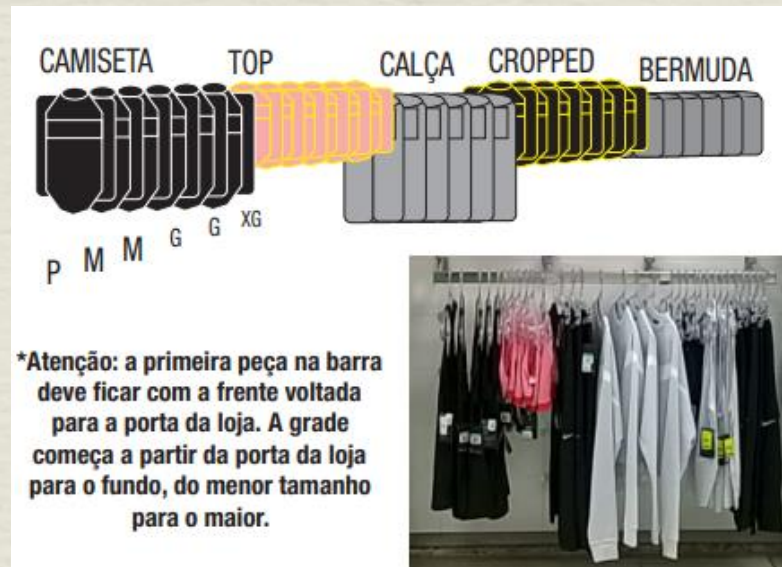 CAMISETA TOP CALÇA CROPPED BERMUDA
P M M G G XG
*Atenção: a primeira peça na barra
deve ficar com a frente voltada
para a porta da loja. A grade
começa a partir da porta da loja
para o fundo, do menor tamanho
para o maior.